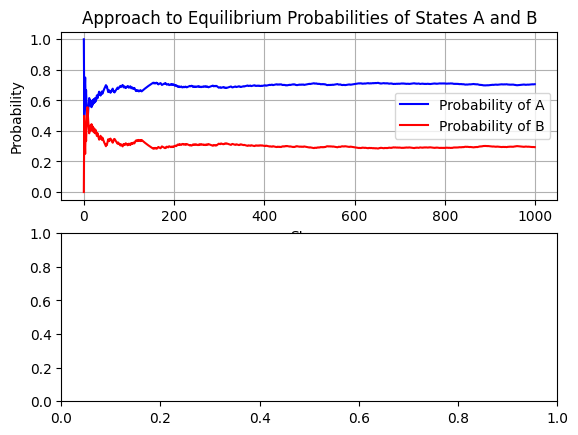 Approach to Equilibrium Probabilities of States A and B
1.0
0.8
0.6
0.4
0.2
0.0
Probability
Probability of A
Probability of B
0 200 400 600 800 1000
1.0
0.8
0.6
0.4
0.2
0.0
0.0 0.2 0.4 0.6 0.8 1.0